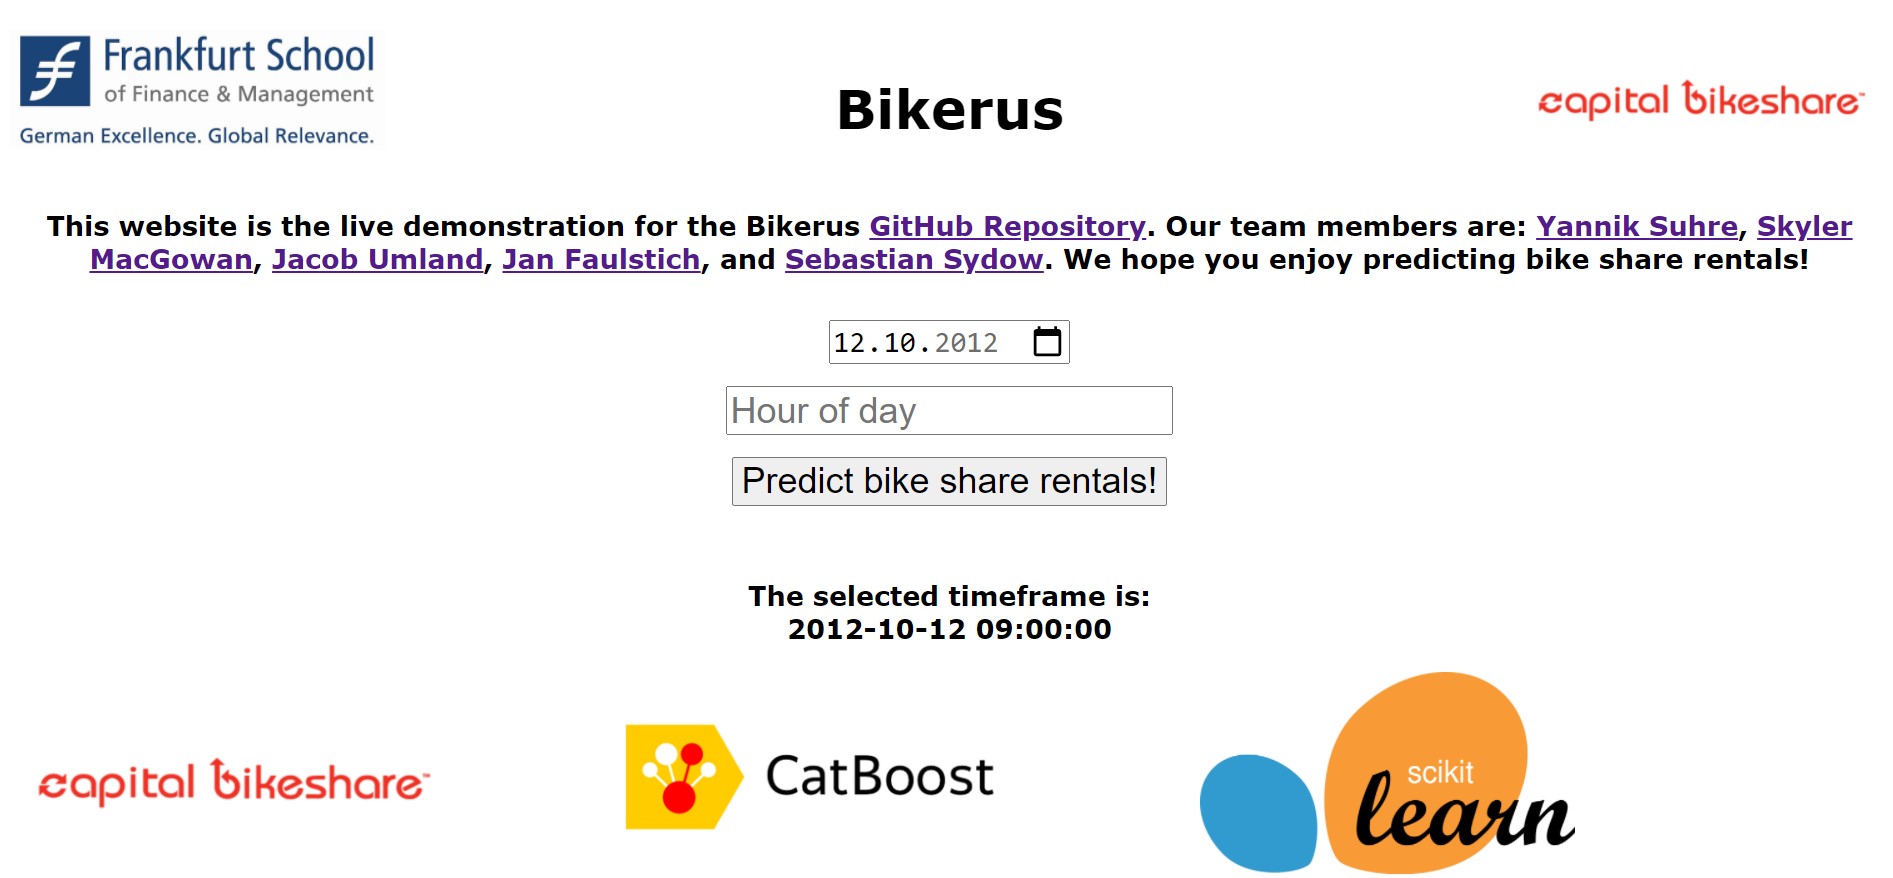 Frankfurt School
of Finance & Management
German Excellence. Global Relevance.
Bikerus
capital bikeshare
This website is the live demonstration for the Bikerus GitHub Repository. Our team members are: Yannik Suhre, Skyler
MacGowan, Jacob Umland, Jan Faulstich, and Sebastian Sydow. We hope you enjoy predicting bike share rentals!
12.10.2012
Hour of day
Predict bike share rentals!
The selected timeframe is:
2012-10-12 09:00:00
capital bikeshare
CatBoost
scikit
learn